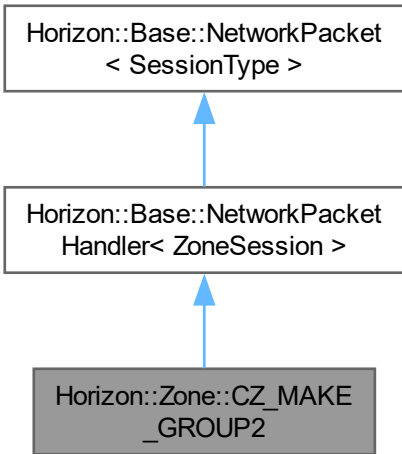 Horizon::Base::NetworkPacket
< SessionType >
Horizon::Base::NetworkPacket
Handler< ZoneSession >
Horizon::Zone::CZ_MAKE
_GROUP2